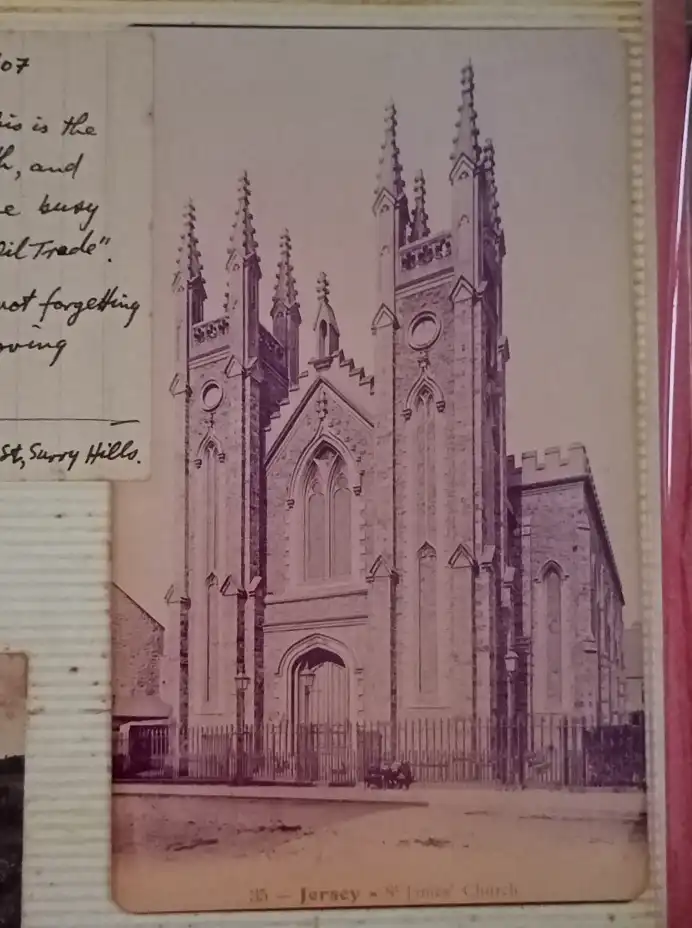 07
his is the
h, and
e busy
Oil Trade".
not forgetting
oving
St, Surry Hills.
35 - Jersey - St James' Church